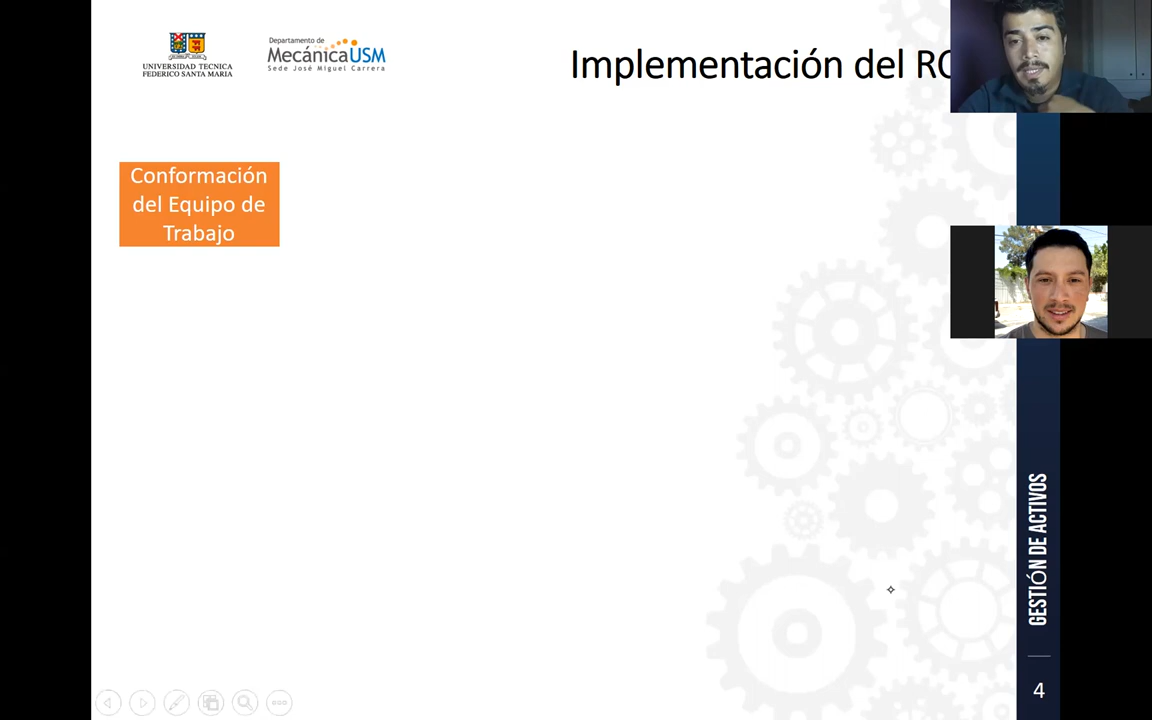 UNIVERSIDAD TECNICA
FEDERICO SANTA MARIA
Departamento de
MecánicaUSM
Sede José Miguel Carrera
Implementación del RC
Conformación
del Equipo de
Trabajo
GESTIÓN DE ACTIVOS
4